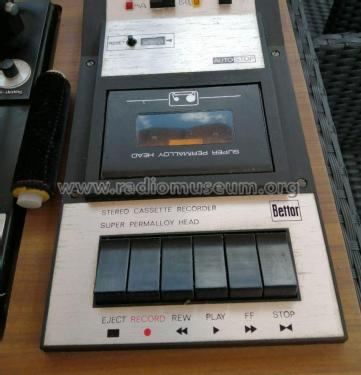 RESET
AUTO STOP
SUPER PERMALLOY HEAD
www.radiomuseum.org
STEREO CASSETTE RECORDER
SUPER PERMALLOY HEAD
Bettor
EJECT RECORD REW PLAY FF STOP